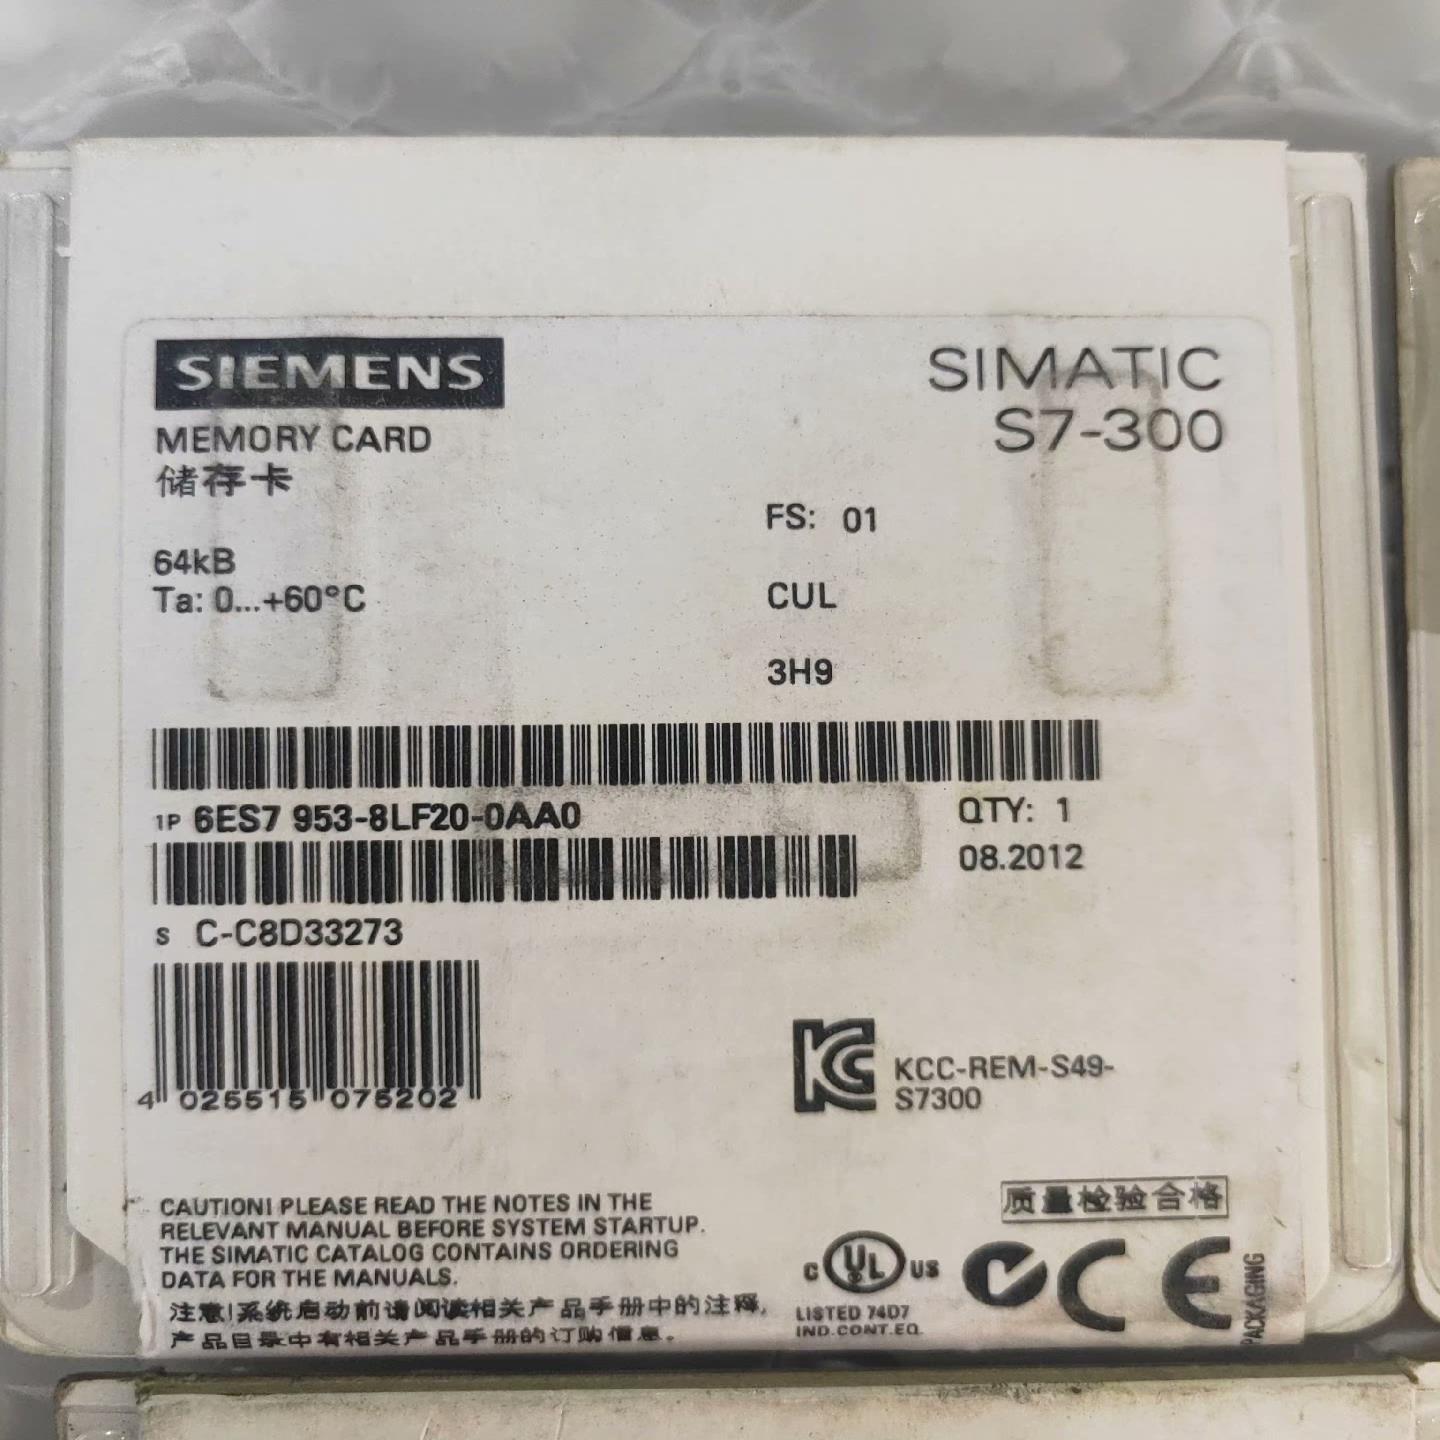 SIEMENS
SIMATIC
S7-300
MEMORY CARD
储存卡
FS: 01
64kB
Ta: 0...+60°C
CUL
3H9
1P 6ES7 953-8LF20-0AA0
QTY: 1
08.2012
S C-C8D33273
4 025515 075202
KCC-REM-S49-
S7300
CAUTION! PLEASE READ THE NOTES IN THE
RELEVANT MANUAL BEFORE SYSTEM STARTUP.
THE SIMATIC CATALOG CONTAINS ORDERING
DATA FOR THE MANUALS.
注意!系统启动前请阅读相关产品手册中的注释,
产品目录中有相关产品手册的订购信息。
质量检验合格
C UL US
LISTED 74D7
IND.CONT.EQ.
CE
PACKAGING